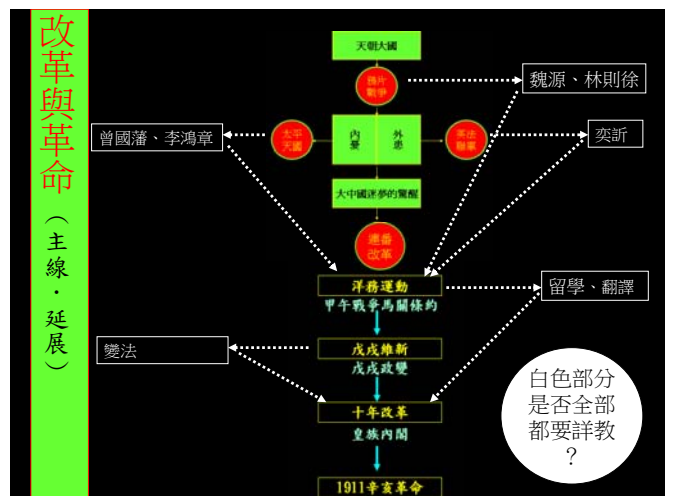 改革與革命
（主線．延展）
天朝大國
鴉片
戰爭
魏源、林則徐
曾國藩、李鴻章
太平
天國
內憂
外患
英法
聯軍
奕訢
大中國迷夢的驚醒
連番
改革
洋務運動
甲午戰爭馬關條約
留學、翻譯
變法
戊戌維新
戊戌政變
十年改革
皇族內閣
1911辛亥革命
白色部分
是否全部
都要詳教
？